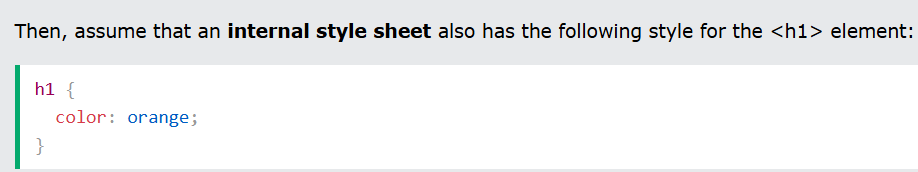 Then, assume that an internal style sheet also has the following style for the <h1> element:
h1 {
  color: orange;
}